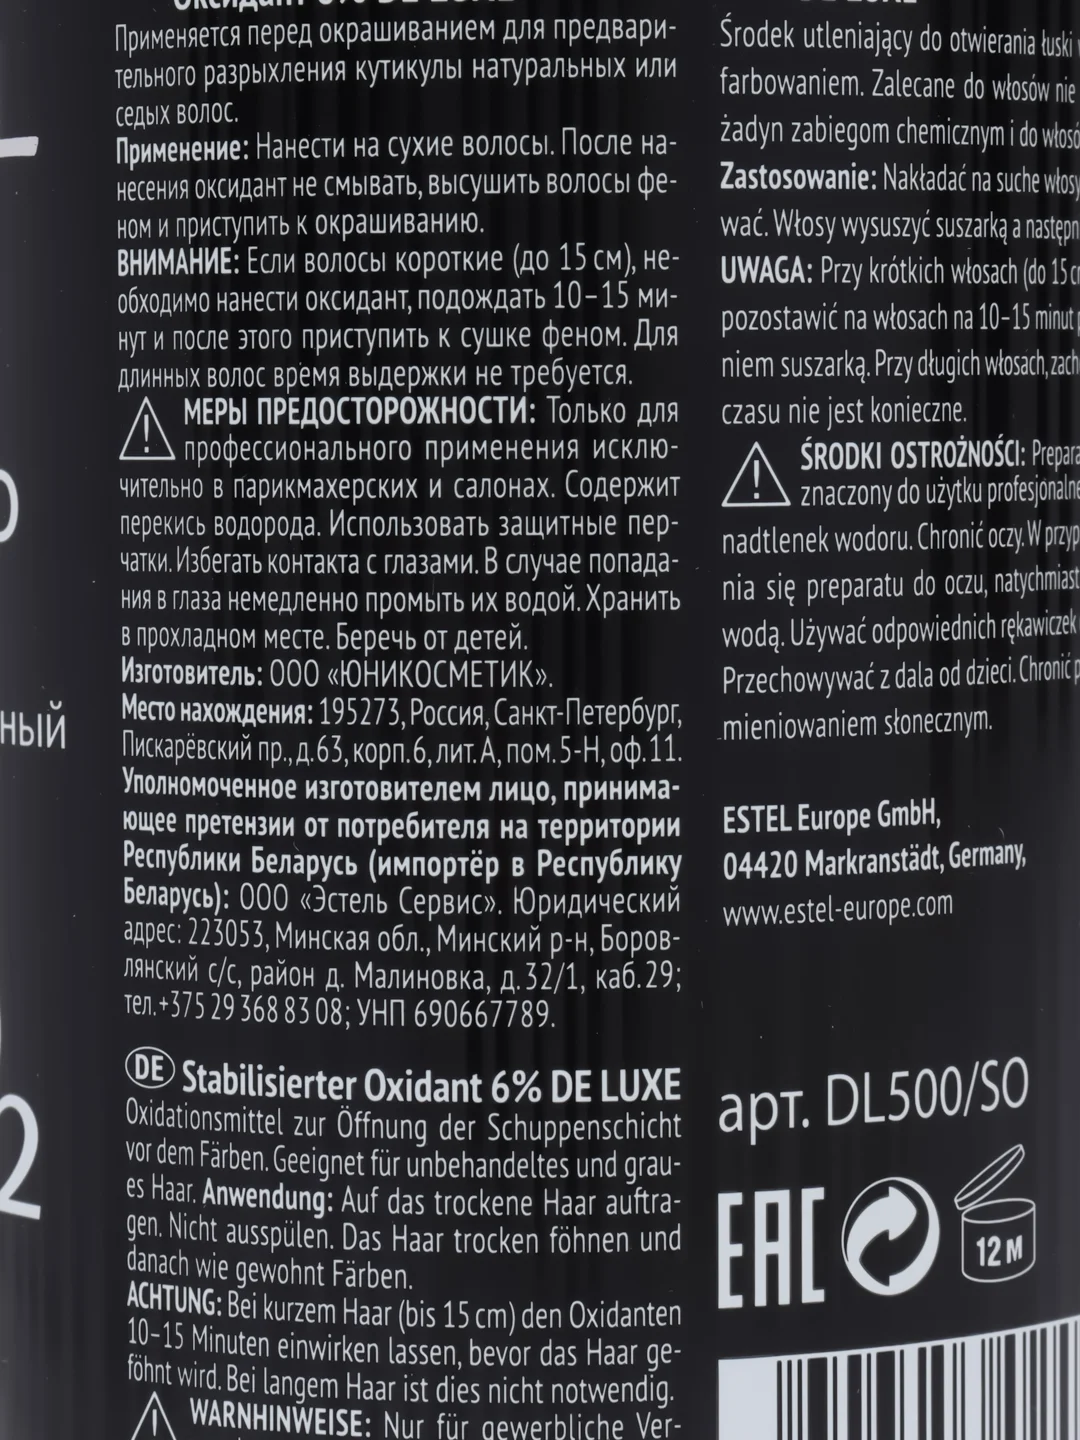 Оксидант 6% DE LUXE
Применяется перед окрашиванием для предвари-
тельного разрыхления кутикулы натуральных или
седых волос.
Применение: Нанести на сухие волосы. После на-
несения оксидант не смывать, высушить волосы фе-
ном и приступить к окрашиванию.
ВНИМАНИЕ: Если волосы короткие (до 15 см), не-
обходимо нанести оксидант, подождать 10–15 ми-
нут и после этого приступить к сушке феном. Для
длинных волос время выдержки не требуется.
МЕРЫ ПРЕДОСТОРОЖНОСТИ: Только для
профессионального применения исклю-
чительно в парикмахерских и салонах. Содержит
перекись водорода. Использовать защитные пер-
чатки. Избегать контакта с глазами. В случае попада-
ния в глаза немедленно промыть их водой. Хранить
в прохладном месте. Беречь от детей.
Изготовитель: ООО «ЮНИКОСМЕТИК».
Место нахождения: 195273, Россия, Санкт-Петербург,
Пискарёвский пр., д. 63, корп. 6, лит. А, пом. 5-Н, оф. 11.
Уполномоченное изготовителем лицо, принима-
ющее претензии от потребителя на территории
Республики Беларусь (импортёр в Республику
Беларусь): ООО «Эстель Сервис». Юридический
адрес: 223053, Минская обл., Минский р-н, Боров-
лянский с/с, район д. Малиновка, д. 32/1, каб. 29;
тел. +375 29 368 83 08; УНП 690667789.
DE Stabilisierter Oxidant 6% DE LUXE
Oxidationsmittel zur Öffnung der Schuppenschicht
vor dem Färben. Geeignet für unbehandeltes und grau-
es Haar. Anwendung: Auf das trockene Haar auftra-
gen. Nicht ausspülen. Das Haar trocken föhnen und
danach wie gewohnt Färben.
ACHTUNG: Bei kurzem Haar (bis 15 cm) den Oxidanten
10–15 Minuten einwirken lassen, bevor das Haar ge-
föhnt wird. Bei langem Haar ist dies nicht notwendig.
WARNHINWEISE: Nur für gewerbliche Ver-
DE LUXE
Środek utleniający do otwierania łuski
farbowaniem. Zalecane do włosów nie
żadyn zabiegom chemicznym i do włosó
Zastosowanie: Nakładać na suche włosy
wać. Włosy wysuszyć suszarką a następn
UWAGA: Przy krótkich włosach (do 15 c
pozostawić na włosach na 10–15 minut
niem suszarką. Przy długich włosach, zach
czasu nie jest konieczne.
ŚRODKI OSTROŻNOŚCI: Prepara
znaczony do użytku profesjonalne
nadtlenek wodoru. Chronić oczy. W przyp
nia się preparatu do oczu, natychmiast
wodą. Używać odpowiednich rękawiczek
Przechowywać z dala od dzieci. Chronić p
mieniowaniem słonecznym.
ESTEL Europe GmbH,
04420 Markranstädt, Germany,
www.estel-europe.com
арт. DL500/SO
EAC
12 M
ный
2